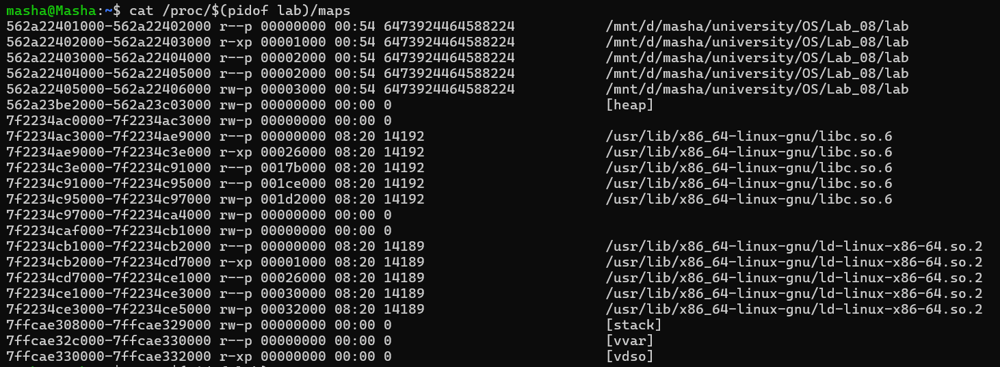 masha@Masha:~$ cat /proc/$(pidof lab)/maps
562a22401000-562a22402000 r--p 00000000 00:54 6473924464588224 /mnt/d/masha/university/OS/Lab_08/lab
562a22402000-562a22403000 r-xp 00001000 00:54 6473924464588224 /mnt/d/masha/university/OS/Lab_08/lab
562a22403000-562a22404000 r--p 00002000 00:54 6473924464588224 /mnt/d/masha/university/OS/Lab_08/lab
562a22404000-562a22405000 r--p 00002000 00:54 6473924464588224 /mnt/d/masha/university/OS/Lab_08/lab
562a22405000-562a22406000 rw-p 00003000 00:54 6473924464588224 /mnt/d/masha/university/OS/Lab_08/lab
562a23be2000-562a23c03000 rw-p 00000000 00:00 0 [heap]
7f2234ac0000-7f2234ac3000 rw-p 00000000 00:00 0
7f2234ac3000-7f2234ae9000 r--p 00000000 08:20 14192 /usr/lib/x86_64-linux-gnu/libc.so.6
7f2234ae9000-7f2234c3e000 r-xp 00026000 08:20 14192 /usr/lib/x86_64-linux-gnu/libc.so.6
7f2234c3e000-7f2234c91000 r--p 0017b000 08:20 14192 /usr/lib/x86_64-linux-gnu/libc.so.6
7f2234c91000-7f2234c95000 r--p 001ce000 08:20 14192 /usr/lib/x86_64-linux-gnu/libc.so.6
7f2234c95000-7f2234c97000 rw-p 001d2000 08:20 14192 /usr/lib/x86_64-linux-gnu/libc.so.6
7f2234c97000-7f2234ca4000 rw-p 00000000 00:00 0
7f2234caf000-7f2234cb1000 rw-p 00000000 00:00 0
7f2234cb1000-7f2234cb2000 r--p 00000000 08:20 14189 /usr/lib/x86_64-linux-gnu/ld-linux-x86-64.so.2
7f2234cb2000-7f2234cd7000 r-xp 00001000 08:20 14189 /usr/lib/x86_64-linux-gnu/ld-linux-x86-64.so.2
7f2234cd7000-7f2234ce1000 r--p 00026000 08:20 14189 /usr/lib/x86_64-linux-gnu/ld-linux-x86-64.so.2
7f2234ce1000-7f2234ce3000 r--p 00030000 08:20 14189 /usr/lib/x86_64-linux-gnu/ld-linux-x86-64.so.2
7f2234ce3000-7f2234ce5000 rw-p 00032000 08:20 14189 /usr/lib/x86_64-linux-gnu/ld-linux-x86-64.so.2
7ffcae308000-7ffcae329000 rw-p 00000000 00:00 0 [stack]
7ffcae32c000-7ffcae330000 r--p 00000000 00:00 0 [vvar]
7ffcae330000-7ffcae332000 r-xp 00000000 00:00 0 [vdso]